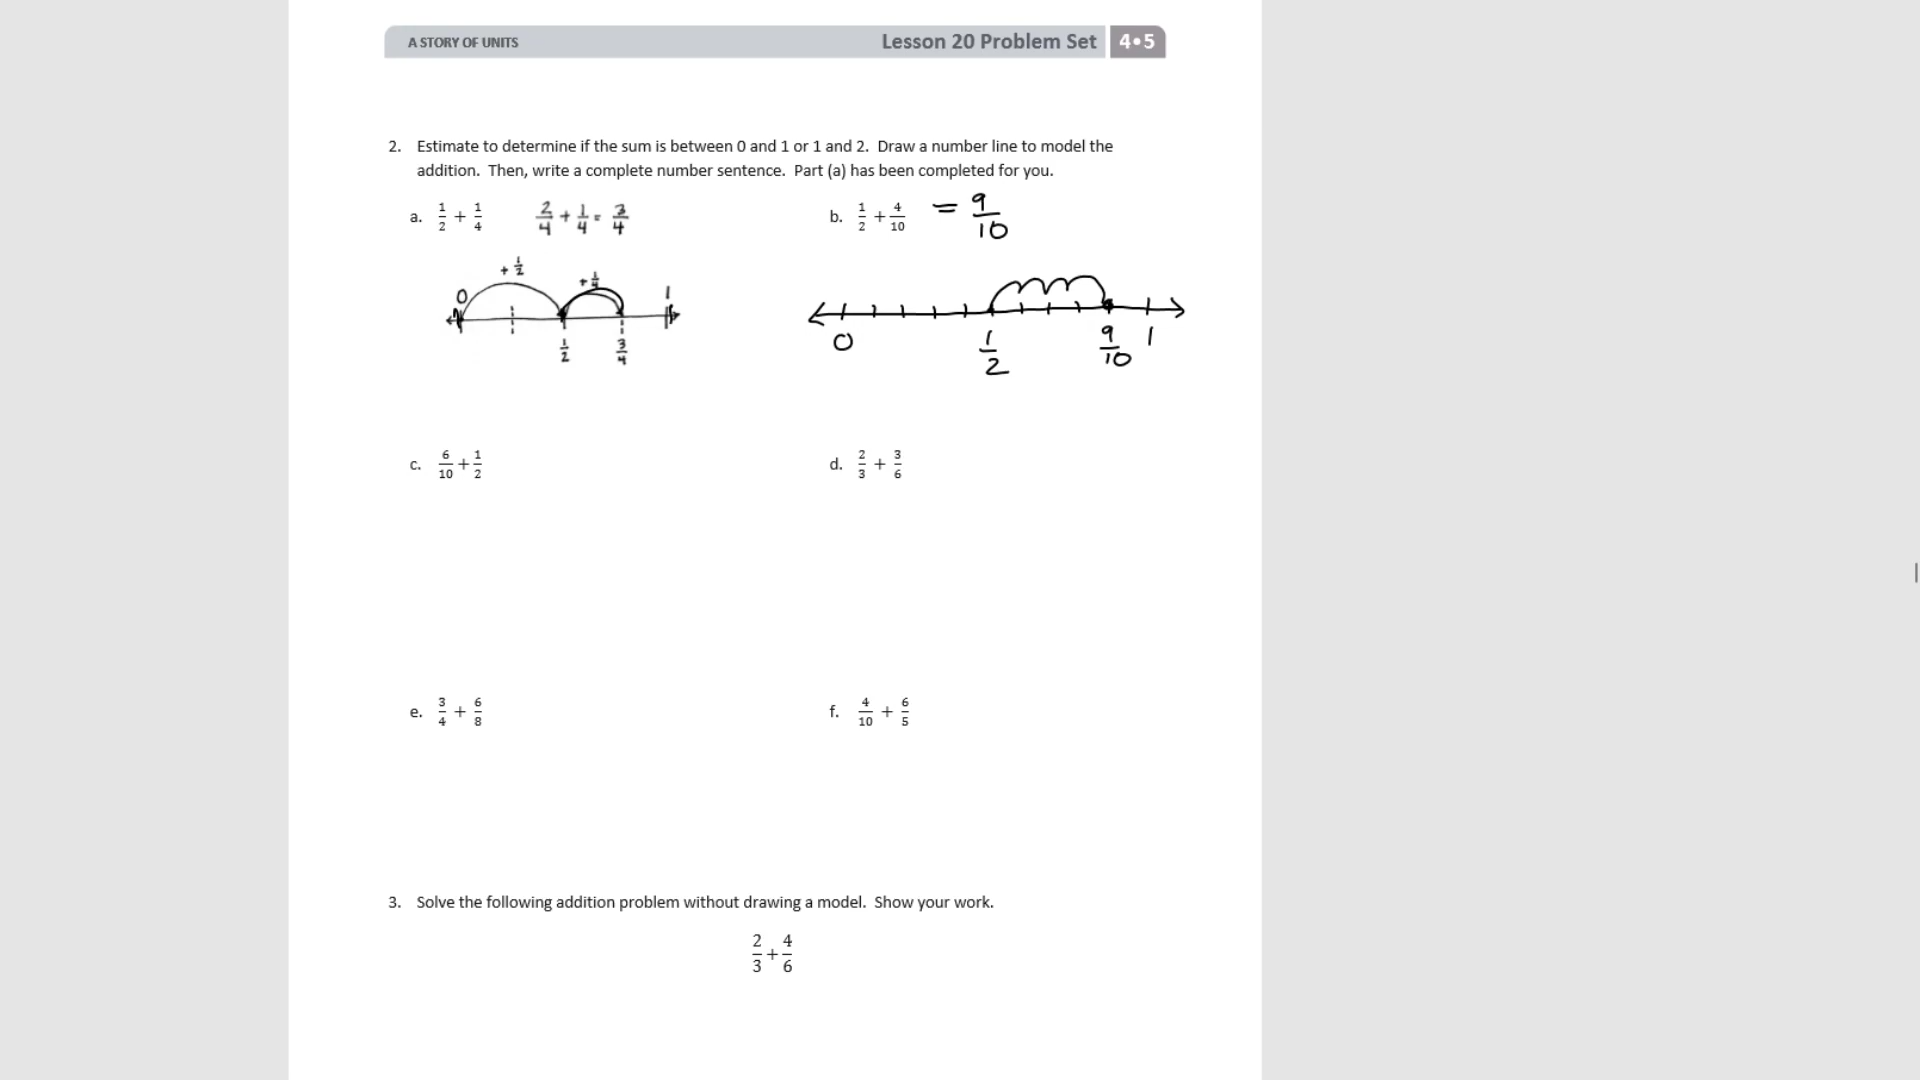 A STORY OF UNITS
Lesson 20 Problem Set 4•5
2. Estimate to determine if the sum is between 0 and 1 or 1 and 2. Draw a number line to model the
addition. Then, write a complete number sentence. Part (a) has been completed for you.
a. 1/2 + 1/4 2/4 + 1/4 = 3/4
b. 1/2 + 4/10 = 9/10
+ 1/2
+ 1/4
0 1
1/2 3/4
0 1/2 9/10 1
c. 6/10 + 1/2
d. 2/3 + 3/6
e. 3/4 + 6/8
f. 4/10 + 6/5
3. Solve the following addition problem without drawing a model. Show your work.
2/3 + 4/6